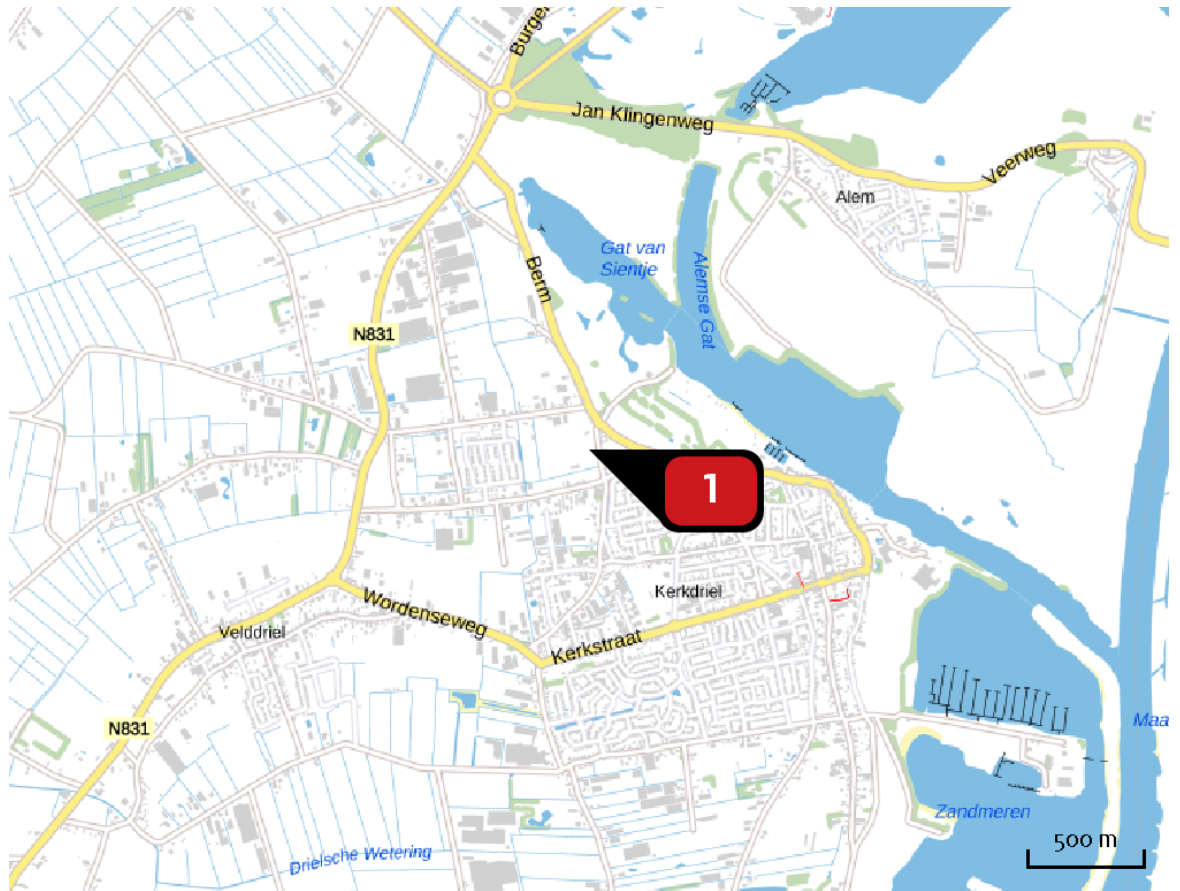 Burge
Jan Klingenweg
Veerweg
Alem
Gat van
Sientje
Alemse Gat
Berm
N831
1
Kerkdriel
Wordenseweg
Velddriel
Kerkstraat
N831
Maa
Zandmeren
500 m
Drielsche Wetering